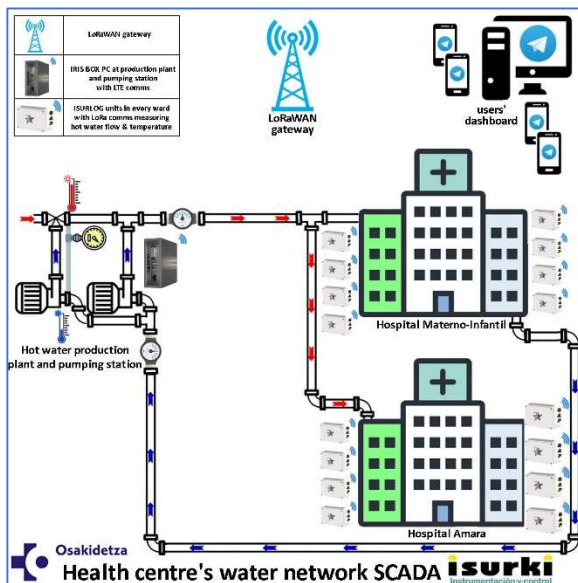 LoRaWAN gateway
IRIS BOX PC at production plant
and pumping station
with LTE comms
ISURLOG units in every ward
with LoRa comms measuring
hot water flow & temperature
LoRaWAN
gateway
users'
dashboard
Hospital Materno-Infantil
Hot water production
plant and pumping station
Hospital Amara
Osakidetza
Health centre's water network SCADA
isurki
Instrumentación y control